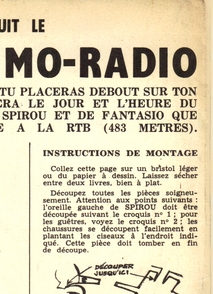 UIT LE
MO-RADIO
TU PLACERAS DEBOUT SUR TON
RA LE JOUR ET L'HEURE DU
SPIROU ET DE FANTASIO QUE
E A LA RTB (483 METRES).
INSTRUCTIONS DE MONTAGE
Collez cette page sur un bristol léger
ou du papier à dessin. Laissez sécher
entre deux livres, bien à plat.
Découpez toutes les pièces soigneu-
sement. Attention aux points suivants :
l'oreille gauche de SPIROU doit être
découpée suivant le croquis n° 1 ; pour
les guêtres, voyez le croquis n° 2 ; les
chaussures se découpent facilement en
plantant les ciseaux à l'endroit indi-
qué. Cette pièce doit tomber en fin
de découpe.
DÉCOUPER
JUSQU'ICI